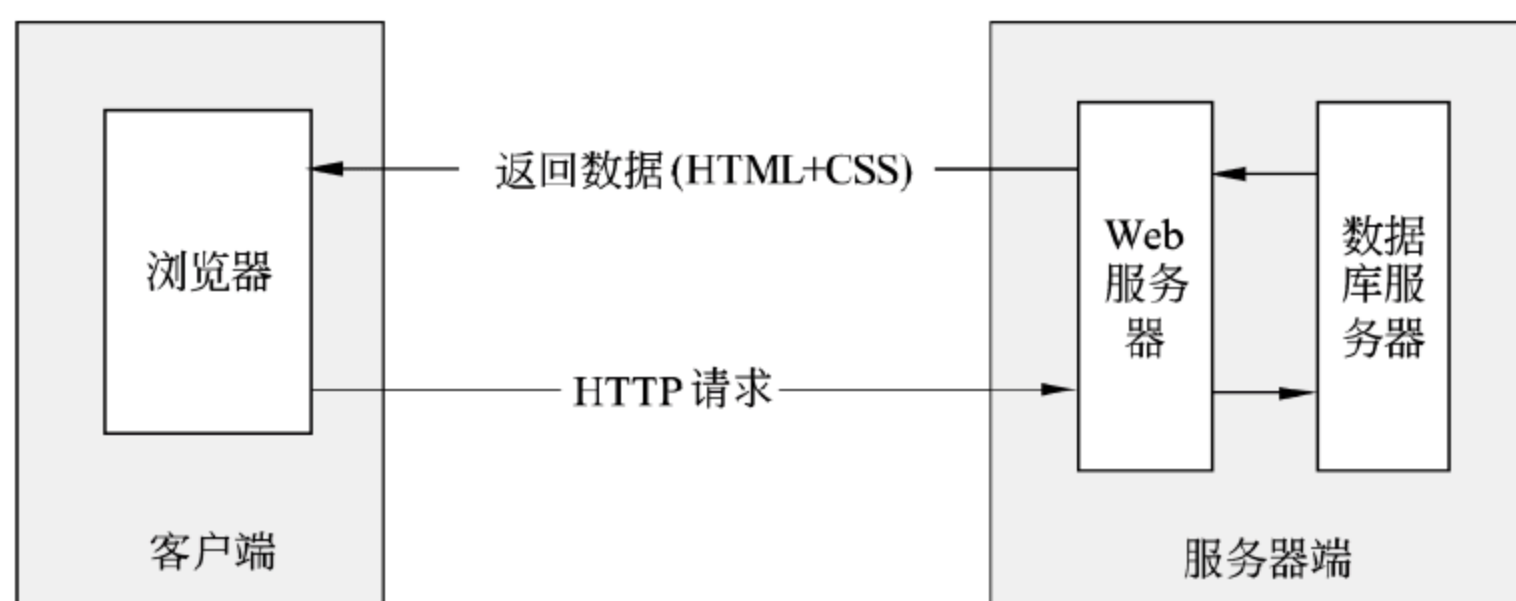 返回数据(HTML+CSS)
浏览器
Web
服务
器
数据
库服
务器
HTTP 请求
客户端
服务器端